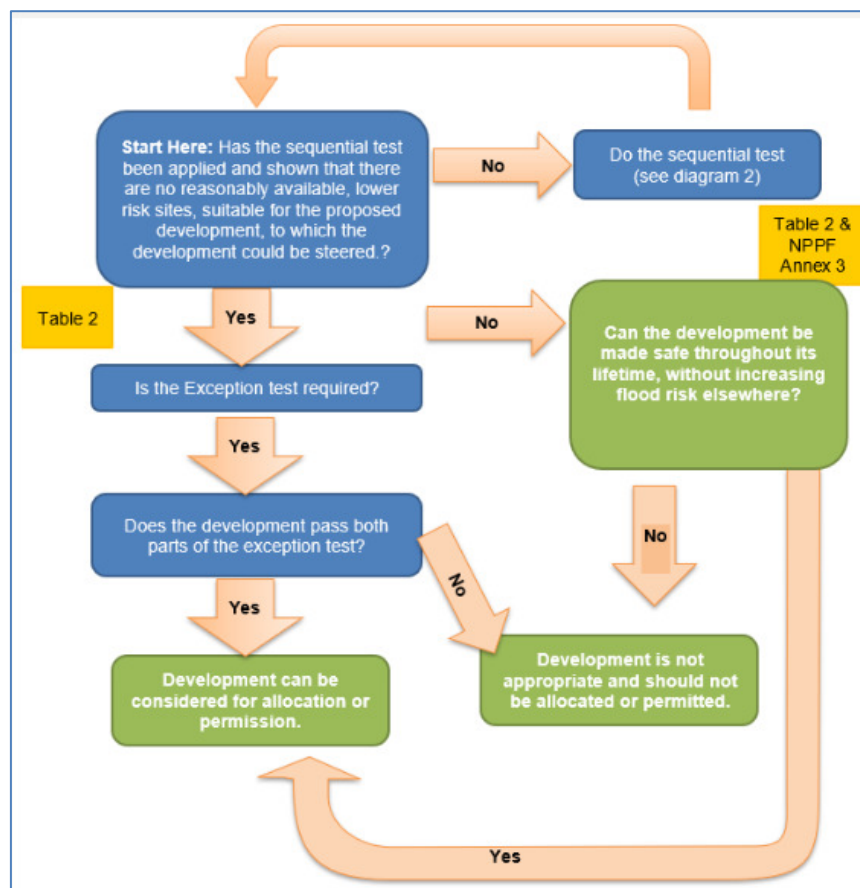 Start Here: Has the sequential test
been applied and shown that there
are no reasonably available, lower
risk sites, suitable for the proposed
development, to which the
development could be steered.?
No
Do the sequential test
(see diagram 2)
Table 2 &
NPPF
Annex 3
Table 2
Yes
No
Can the development be
made safe throughout its
lifetime, without increasing
flood risk elsewhere?
Is the Exception test required?
Yes
Does the development pass both
parts of the exception test?
No
No
Yes
Development can be
considered for allocation or
permission.
Development is not
appropriate and should not
be allocated or permitted.
Yes